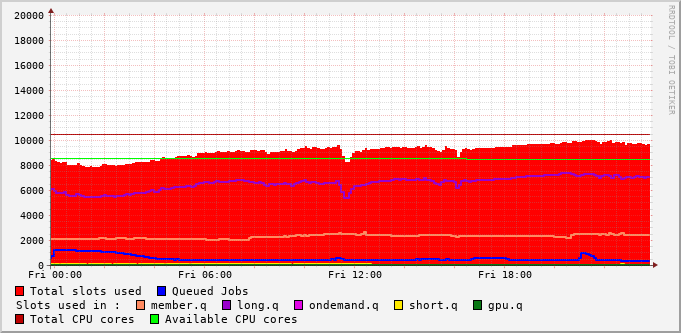 RRDTOOL / TOBI OETIKER
20000
18000
16000
14000
12000
10000
8000
6000
4000
2000
0
Fri 00:00 Fri 06:00 Fri 12:00 Fri 18:00
Total slots used Queued Jobs
Slots used in : member.q long.q ondemand.q short.q gpu.q
Total CPU cores Available CPU cores